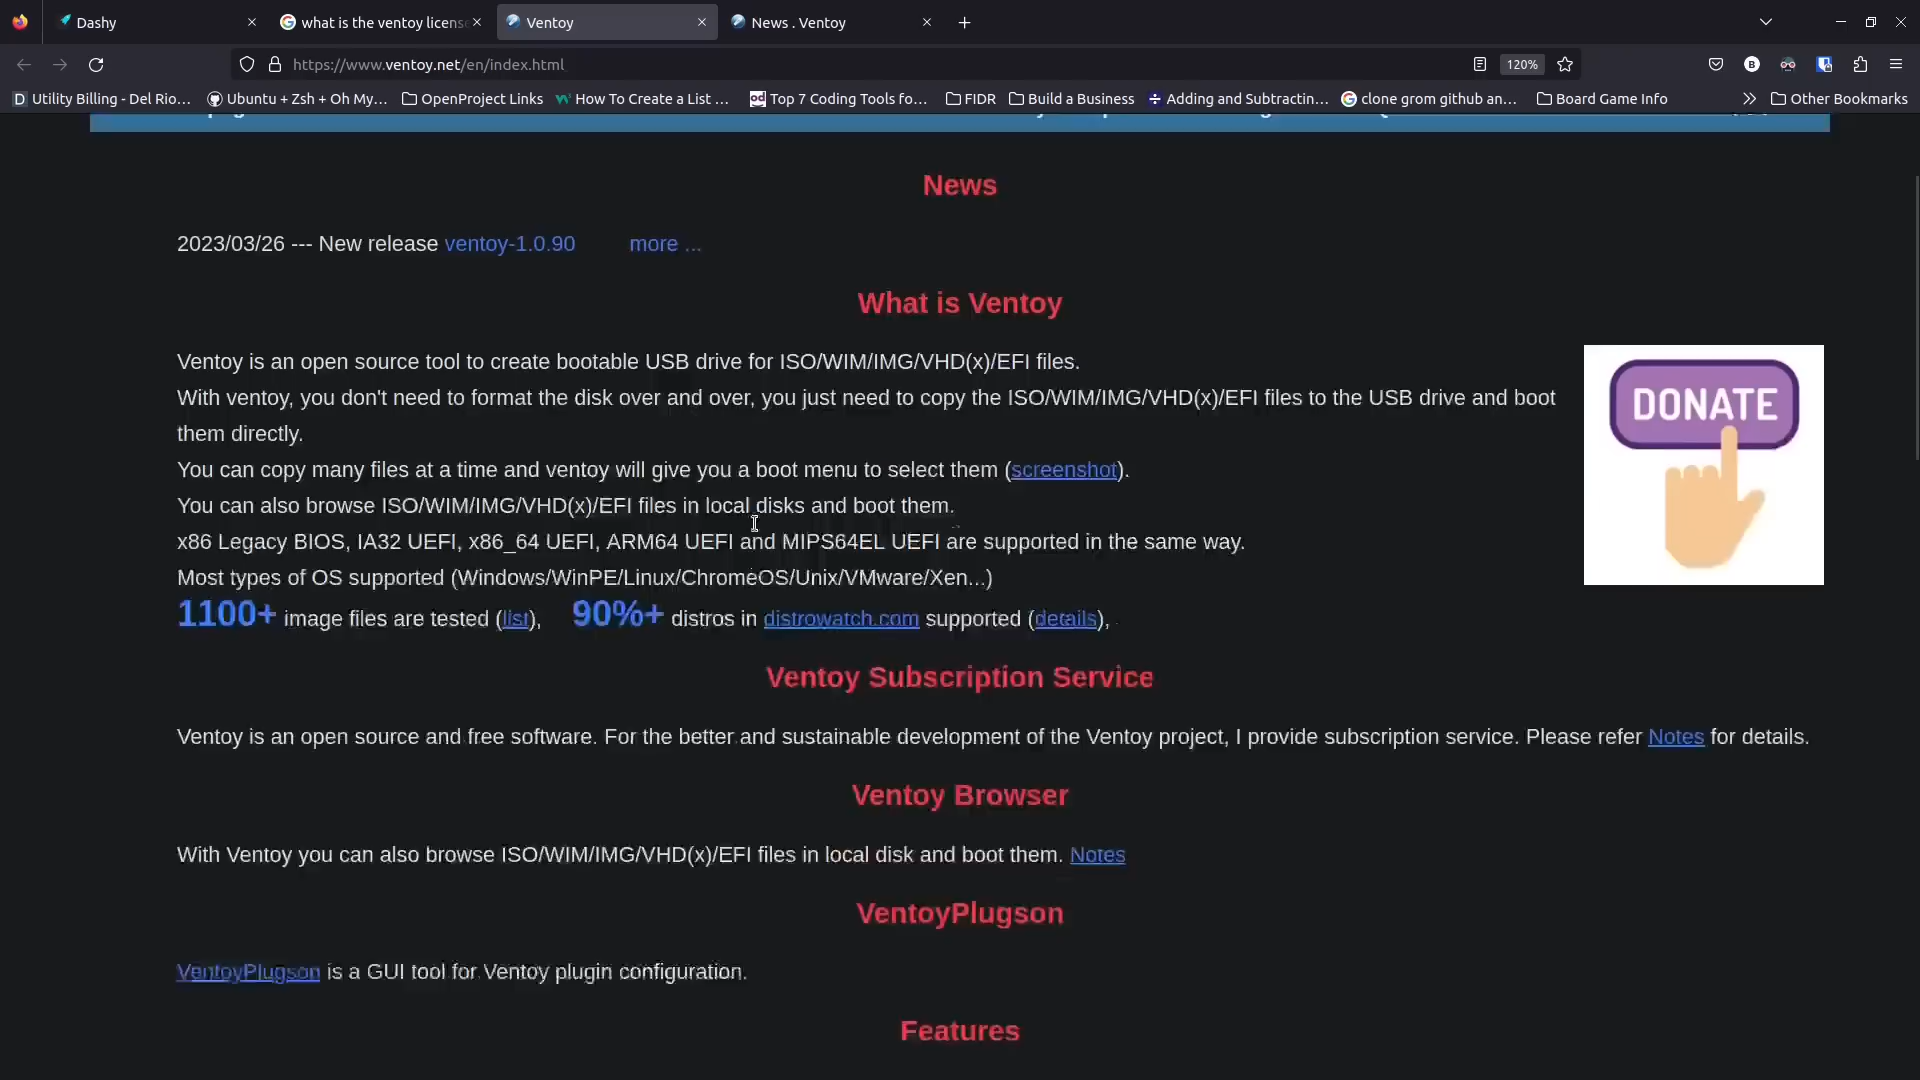 Dashy
what is the ventoy license
Ventoy
News . Ventoy
https://www.ventoy.net/en/index.html
120%
B
D Utility Billing - Del Rio...
Ubuntu + Zsh + Oh My...
OpenProject Links
How To Create a List ...
od Top 7 Coding Tools fo...
FIDR
Build a Business
Adding and Subtractin...
clone grom github an...
Board Game Info
Other Bookmarks
News
2023/03/26 --- New release ventoy-1.0.90 more ...
What is Ventoy
Ventoy is an open source tool to create bootable USB drive for ISO/WIM/IMG/VHD(x)/EFI files.
With ventoy, you don't need to format the disk over and over, you just need to copy the ISO/WIM/IMG/VHD(x)/EFI files to the USB drive and boot
them directly.
You can copy many files at a time and ventoy will give you a boot menu to select them (screenshot).
You can also browse ISO/WIM/IMG/VHD(x)/EFI files in local disks and boot them.
x86 Legacy BIOS, IA32 UEFI, x86_64 UEFI, ARM64 UEFI and MIPS64EL UEFI are supported in the same way.
Most types of OS supported (Windows/WinPE/Linux/ChromeOS/Unix/VMware/Xen...)
1100+ image files are tested (list), 90%+ distros in distrowatch.com supported (details),
DONATE
Ventoy Subscription Service
Ventoy is an open source and free software. For the better and sustainable development of the Ventoy project, I provide subscription service. Please refer Notes for details.
Ventoy Browser
With Ventoy you can also browse ISO/WIM/IMG/VHD(x)/EFI files in local disk and boot them. Notes
VentoyPlugson
VentoyPlugson is a GUI tool for Ventoy plugin configuration.
Features